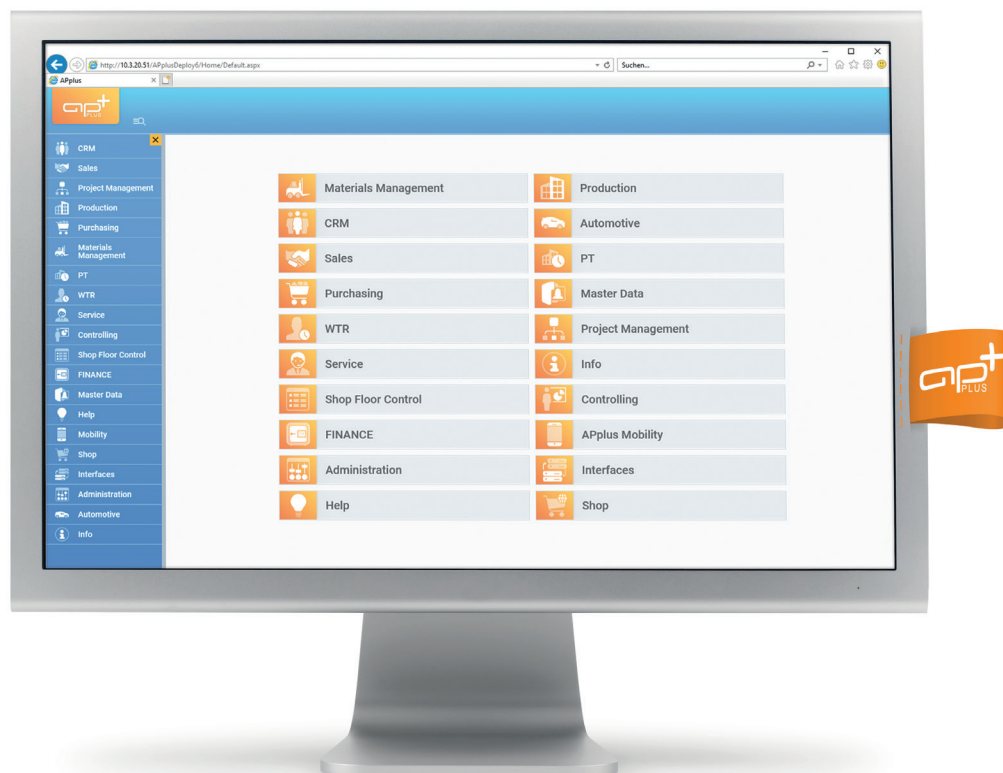 http://10.3.20.51/APplusDeploy6/Home/Default.aspx
Suchen...
APplus
ap+
PLUS
CRM
Sales
Project Management
Production
Purchasing
Materials
Management
PT
WTR
Service
Controlling
Shop Floor Control
FINANCE
Master Data
Help
Mobility
Shop
Interfaces
Administration
Automotive
Info
Materials Management
Production
CRM
Automotive
Sales
PT
Purchasing
Master Data
WTR
Project Management
Service
Info
Shop Floor Control
Controlling
FINANCE
APplus Mobility
Administration
Interfaces
Help
Shop
ap+
PLUS